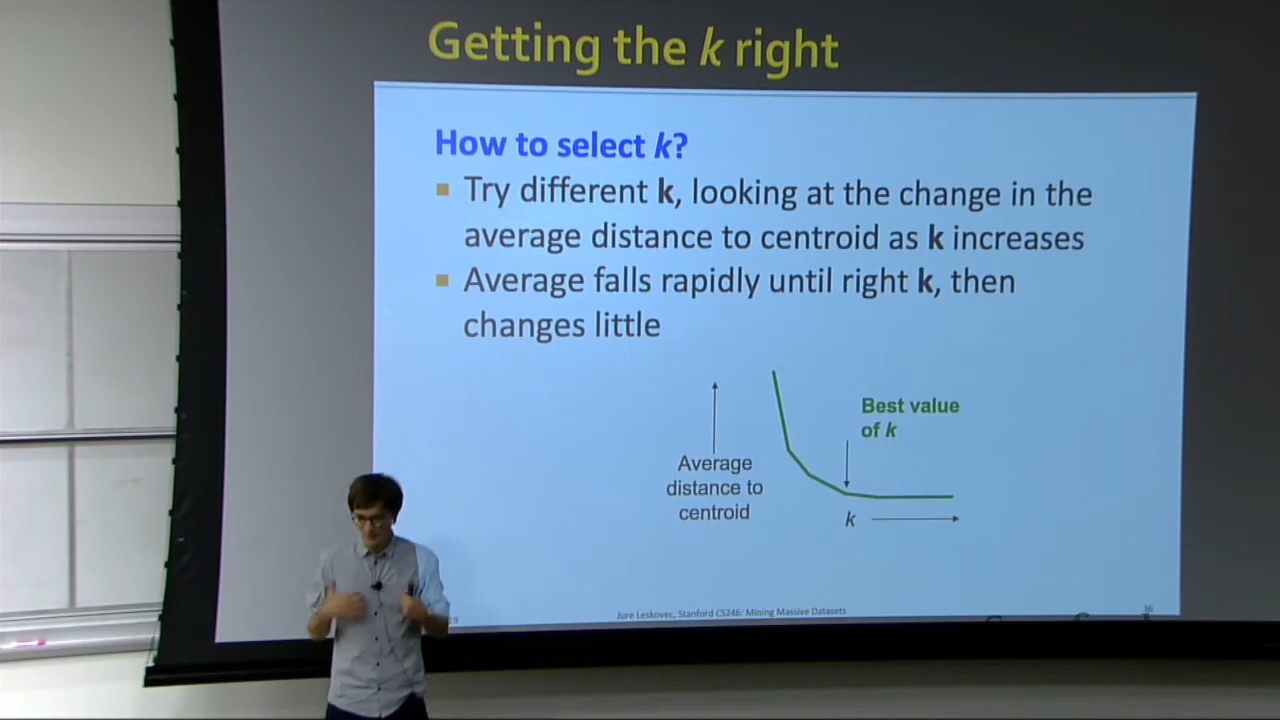 Getting the k right
How to select k?
Try different k, looking at the change in the
average distance to centroid as k increases
Average falls rapidly until right k, then
changes little
Best value
of k
Average
distance to
centroid
k
Jure Leskovec, Stanford CS246: Mining Massive Datasets
36